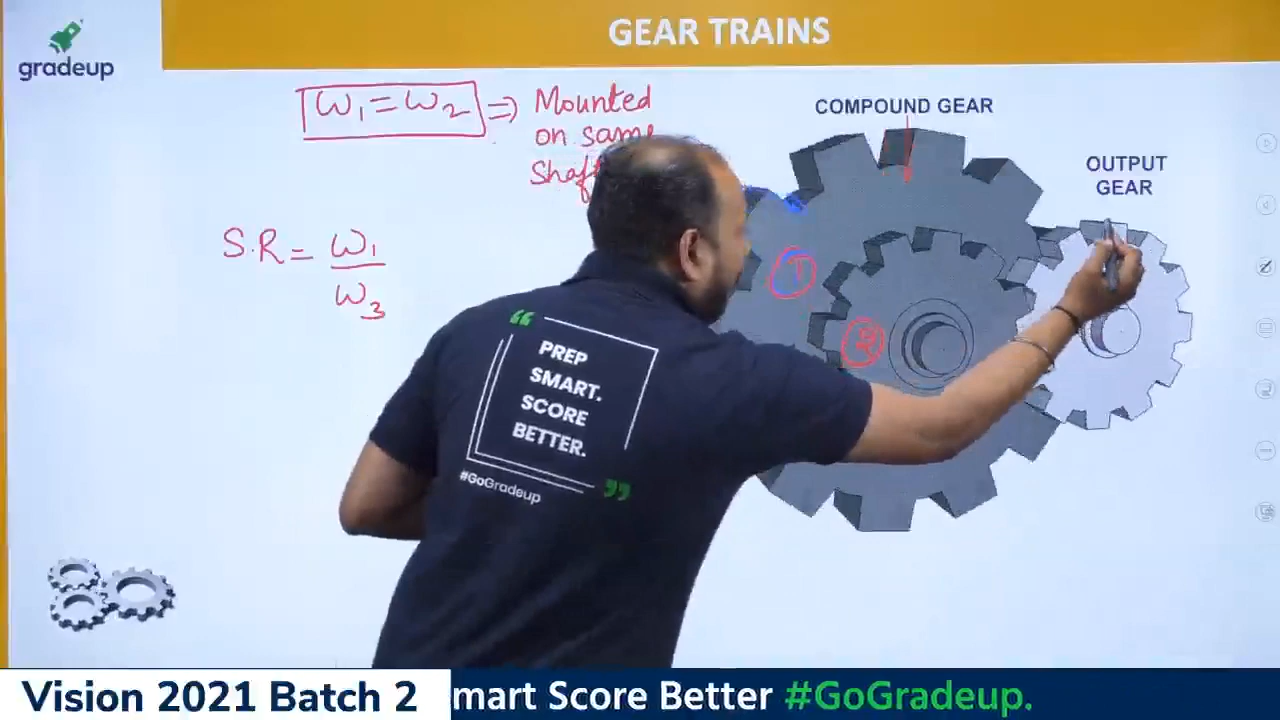 GEAR TRAINS
gradeup
ω1 = ω2 ⇒ Mounted
on same
Shaf
COMPOUND GEAR
OUTPUT
GEAR
S.R = ω1
ω3
1
2
“
PREP
SMART.
SCORE
BETTER.
”
#GoGradeup
Vision 2021 Batch 2
mart Score Better #GoGradeup.